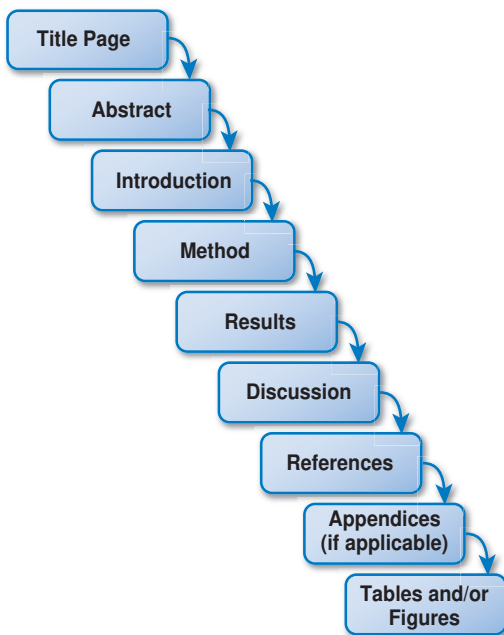 Title Page
Abstract
Introduction
Method
Results
Discussion
References
Appendices
(if applicable)
Tables and/or
Figures